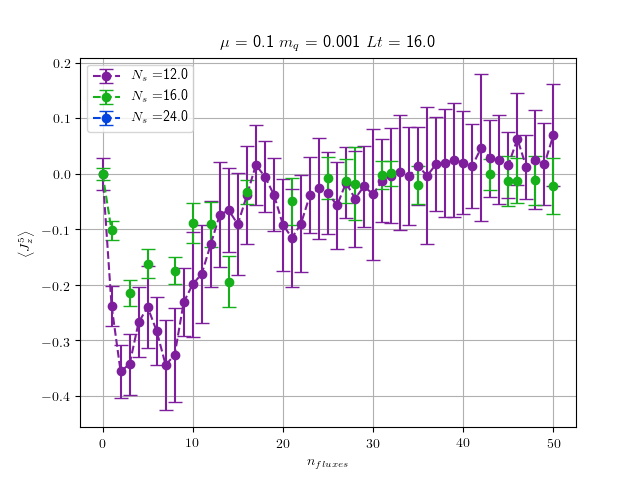 μ = 0.1 m_q = 0.001 Lt = 16.0
N_s =12.0
N_s =16.0
N_s =24.0
0.2
0.1
0.0
−0.1
−0.2
−0.3
−0.4
⟨J_z^5⟩
0 10 20 30 40 50
n_{fluxes}